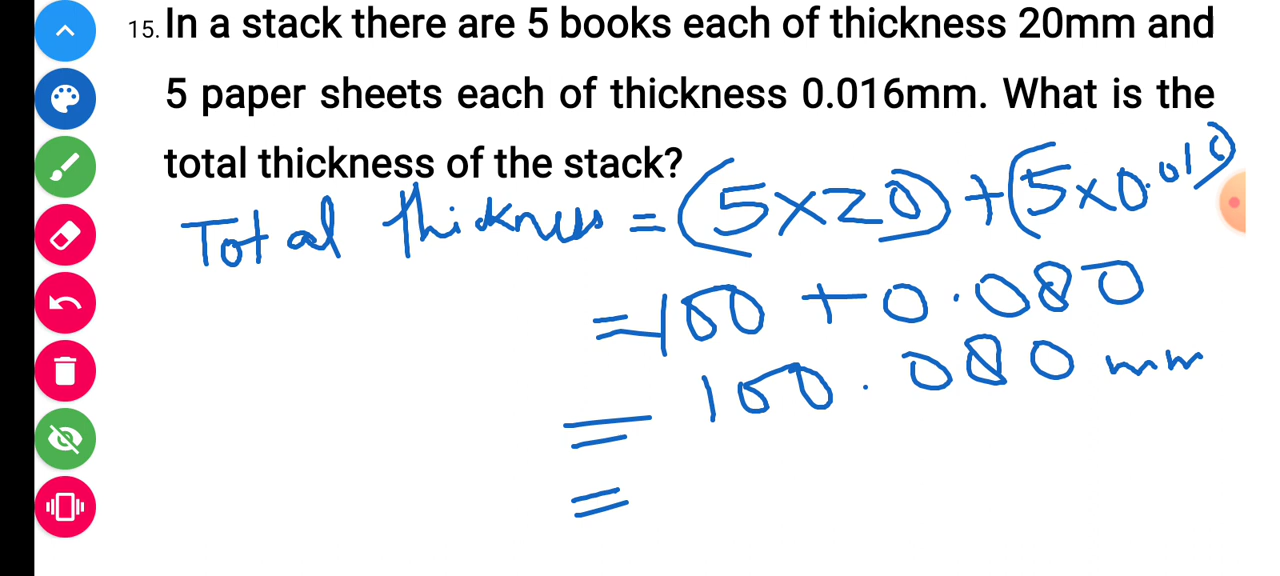 15. In a stack there are 5 books each of thickness 20mm and
5 paper sheets each of thickness 0.016mm. What is the
total thickness of the stack?
Total thickness = (5×20) + (5×0.016)
= 100 + 0.080
= 100.080 mm
=